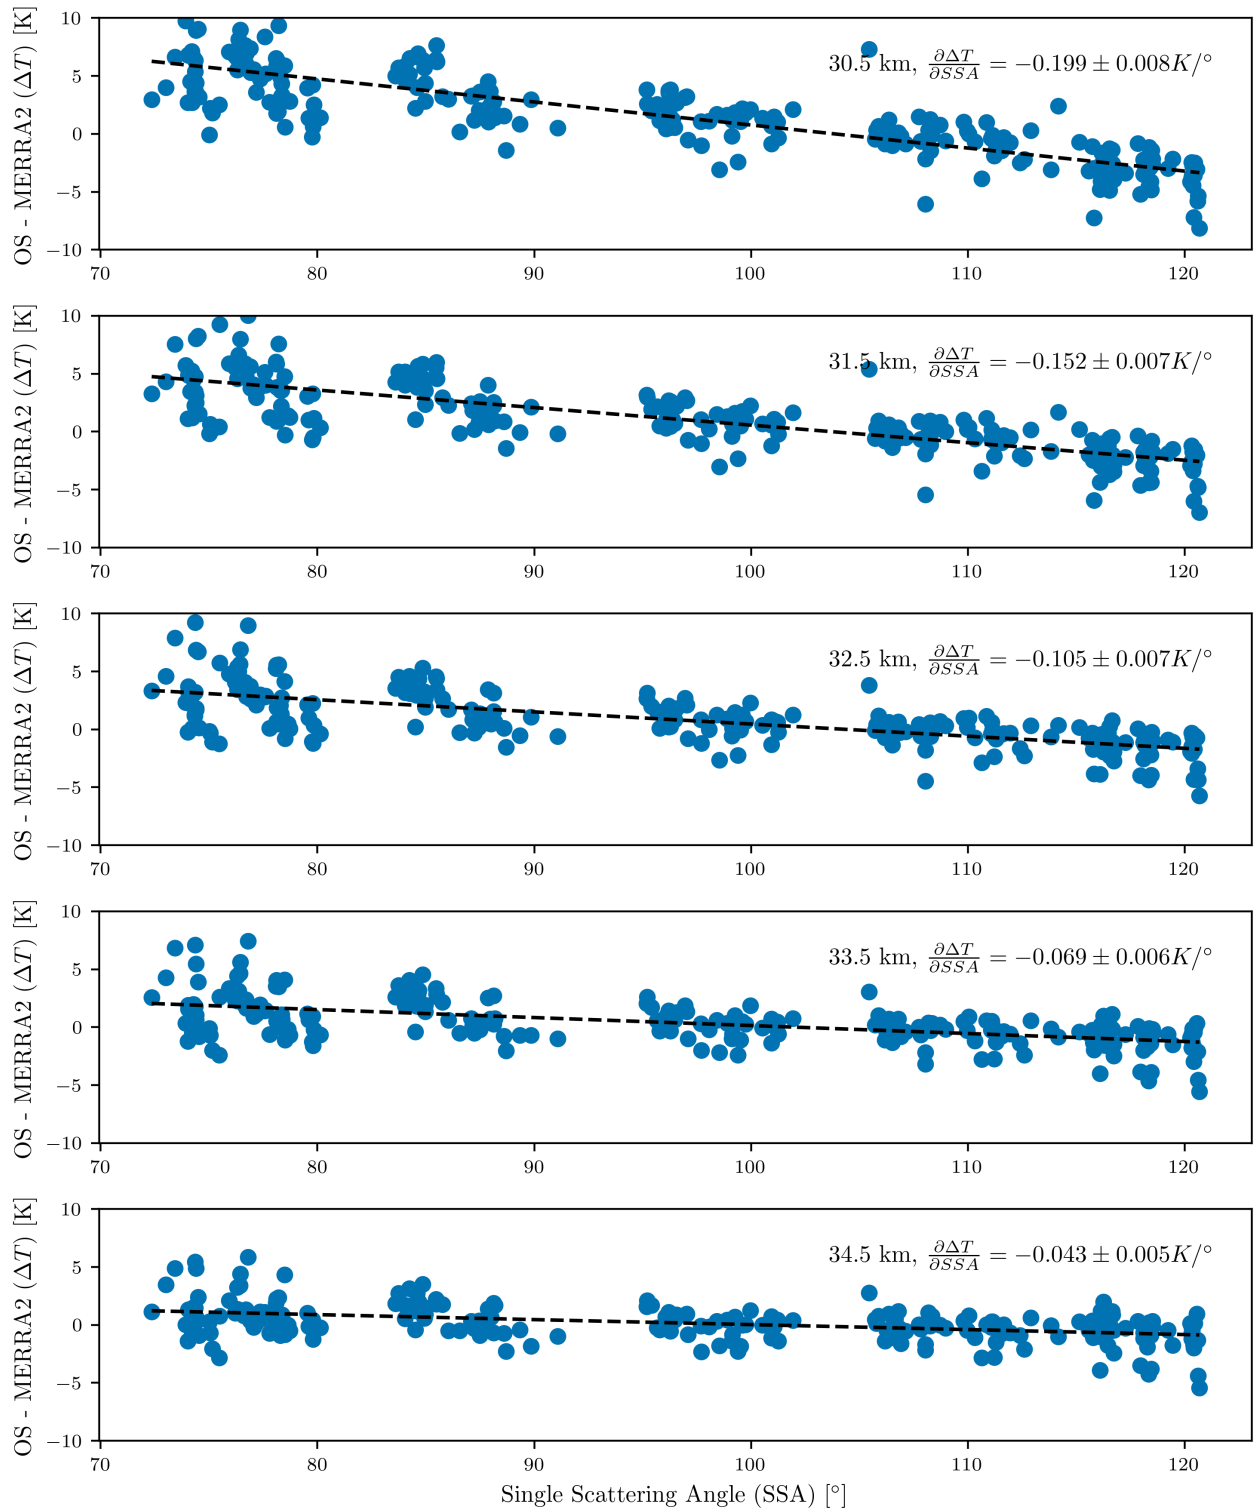 OS - MERRA2 (ΔT) [K]
10
5
0
−5
−10
30.5 km, ∂ΔT/∂SSA = −0.199 ± 0.008K/°
70 80 90 100 110 120
OS - MERRA2 (ΔT) [K]
10
5
0
−5
−10
31.5 km, ∂ΔT/∂SSA = −0.152 ± 0.007K/°
70 80 90 100 110 120
OS - MERRA2 (ΔT) [K]
10
5
0
−5
−10
32.5 km, ∂ΔT/∂SSA = −0.105 ± 0.007K/°
70 80 90 100 110 120
OS - MERRA2 (ΔT) [K]
10
5
0
−5
−10
33.5 km, ∂ΔT/∂SSA = −0.069 ± 0.006K/°
70 80 90 100 110 120
OS - MERRA2 (ΔT) [K]
10
5
0
−5
−10
34.5 km, ∂ΔT/∂SSA = −0.043 ± 0.005K/°
70 80 90 100 110 120
Single Scattering Angle (SSA) [°]